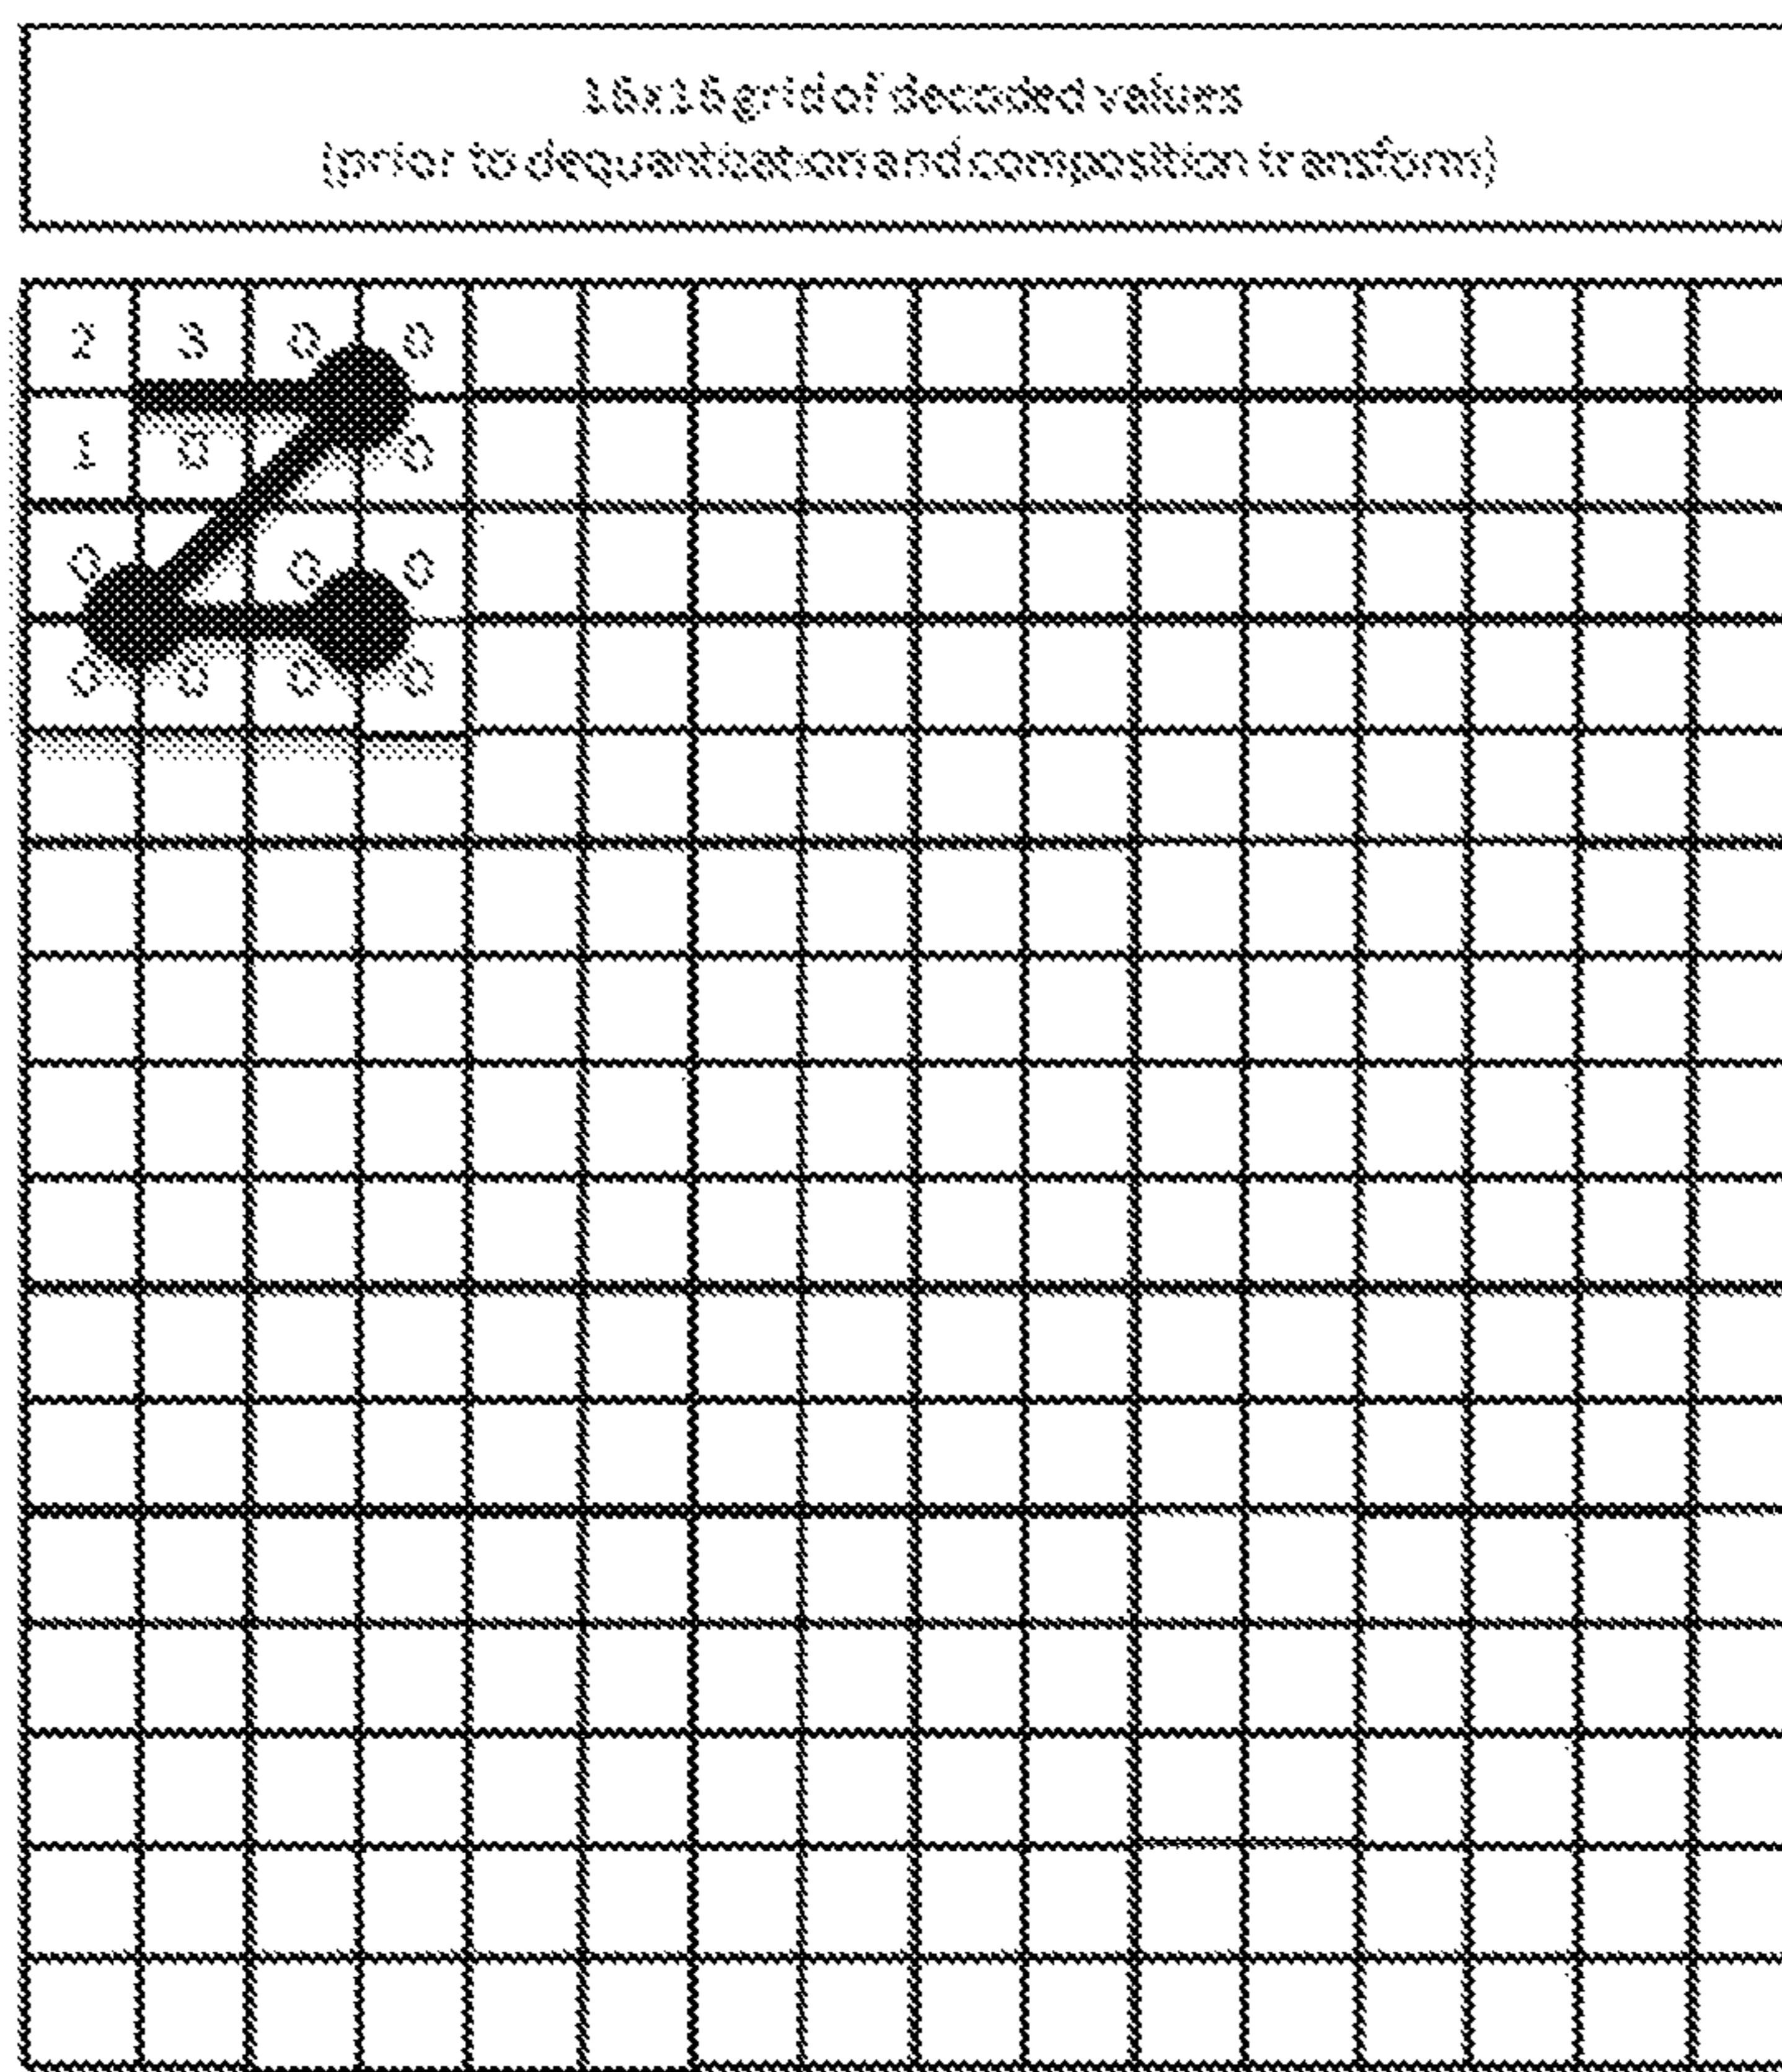 16x16 grid of decoded values
(prior to dequantization and composition transform)
2 3 0 0
1 0 0
0 0 0
0 0 0 0